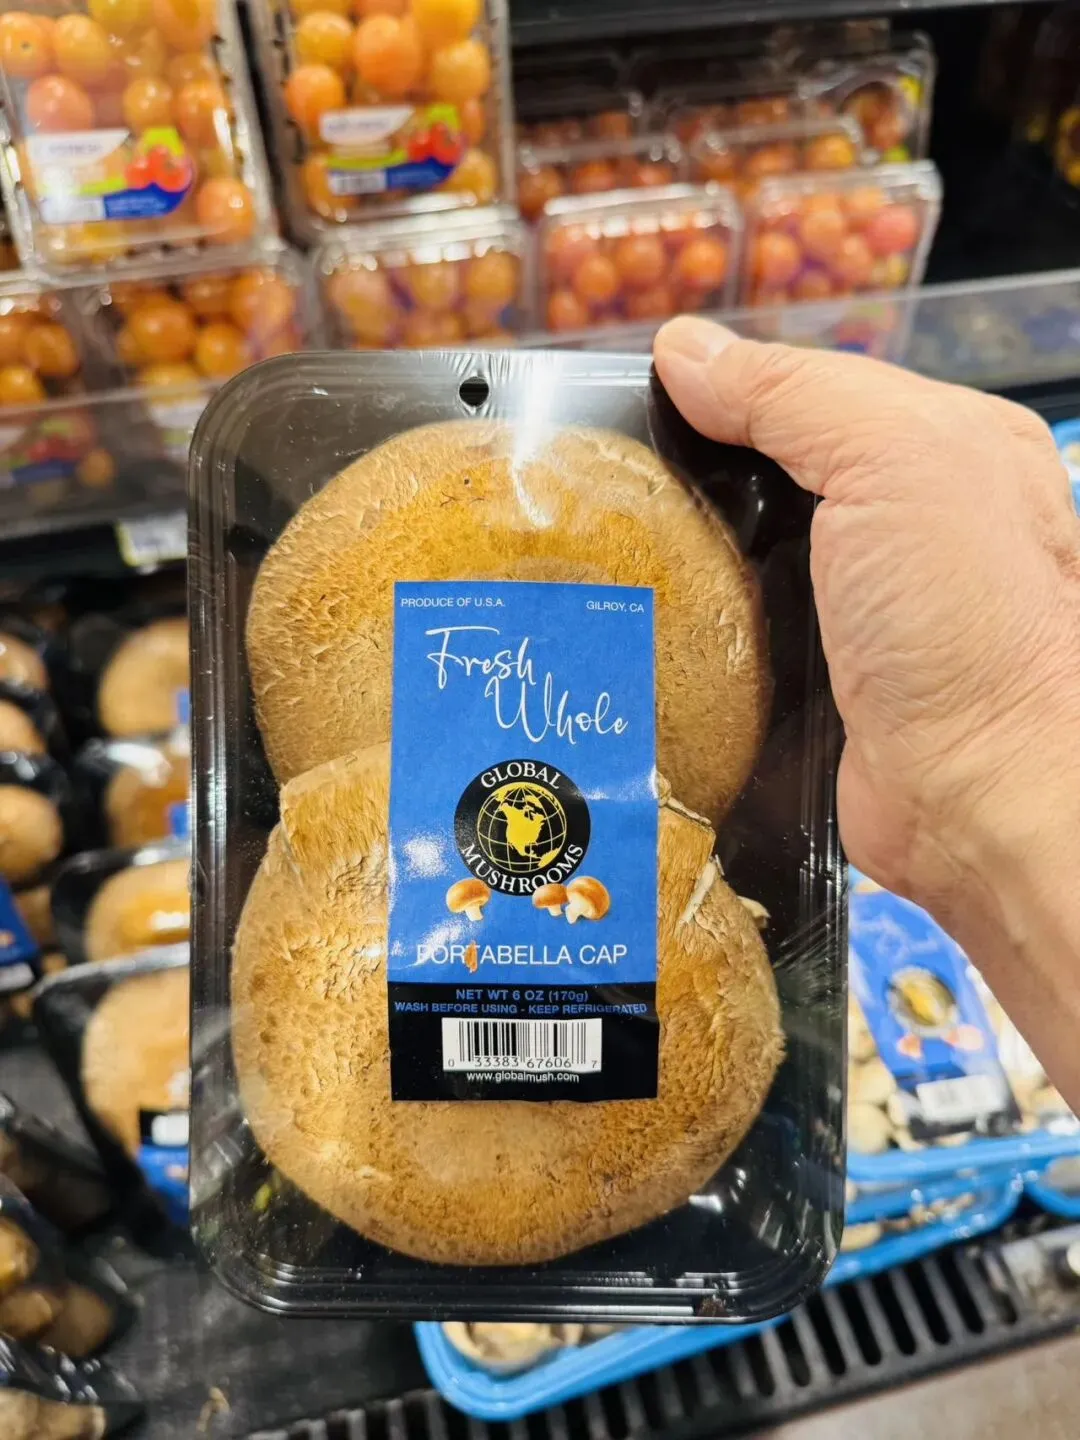 PRODUCE OF U.S.A. GILROY, CA
Fresh
Whole
GLOBAL
MUSHROOMS
PORTABELLA CAP
NET WT 6 OZ (170g)
WASH BEFORE USING - KEEP REFRIGERATED
0 33383 67606 7
www.globalmush.com